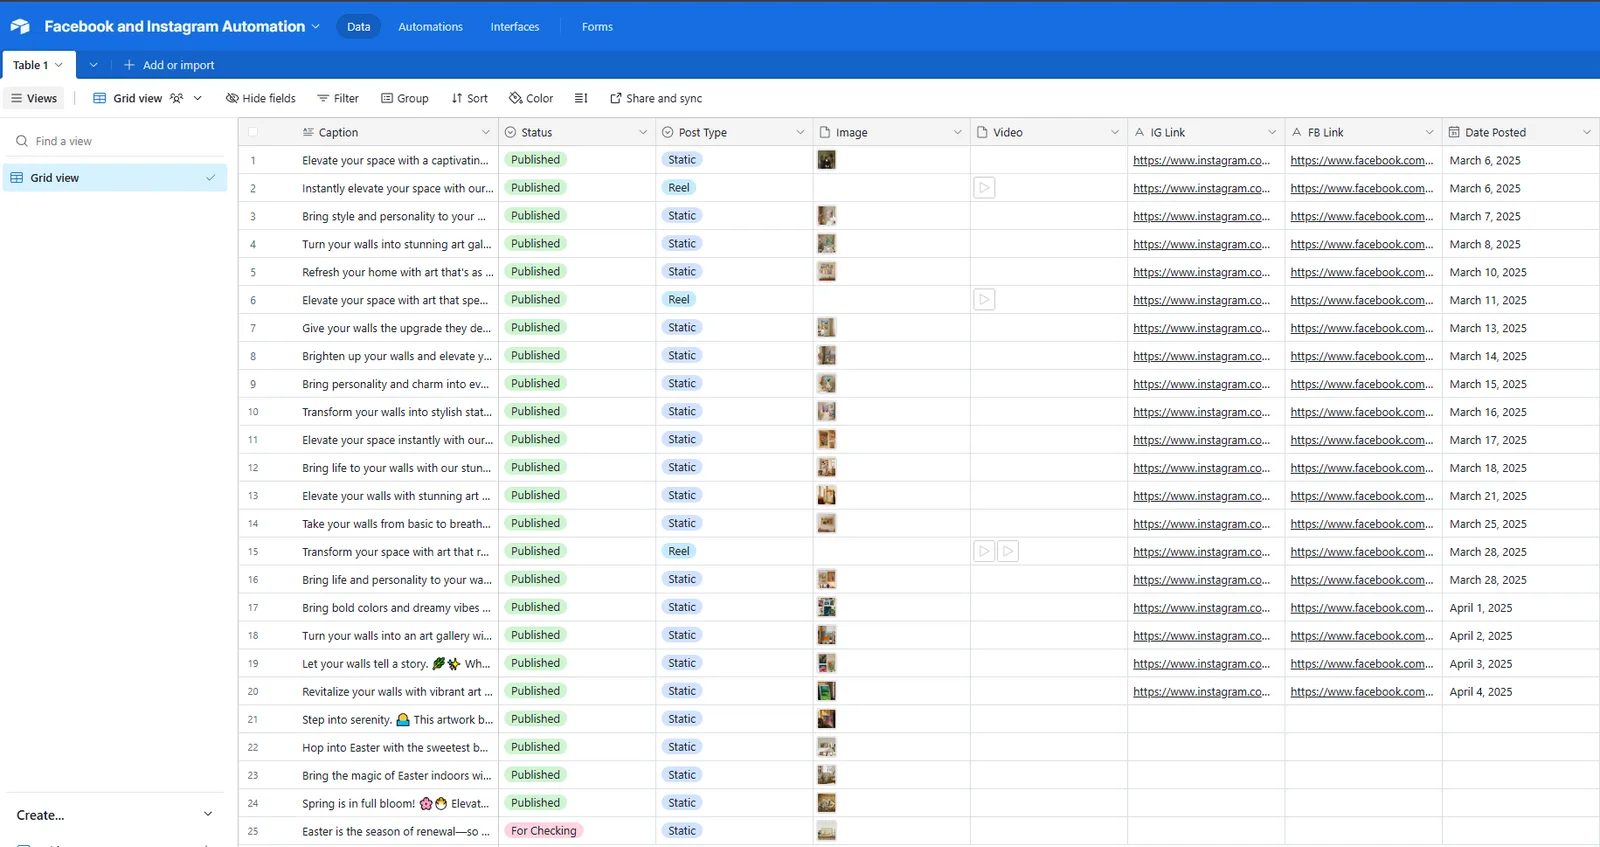 Facebook and Instagram Automation Data Automations Interfaces Forms
Table 1 Add or import
Views Grid view Hide fields Filter Group Sort Color Share and sync
Find a view
Grid view
Create...
Caption Status Post Type Image Video IG Link FB Link Date Posted
1 Elevate your space with a captivatin... Published Static https://www.instagram.co... https://www.facebook.com... March 6, 2025
2 Instantly elevate your space with our... Published Reel https://www.instagram.co... https://www.facebook.com... March 6, 2025
3 Bring style and personality to your ... Published Static https://www.instagram.co... https://www.facebook.com... March 7, 2025
4 Turn your walls into stunning art gal... Published Static https://www.instagram.co... https://www.facebook.com... March 8, 2025
5 Refresh your home with art that's as ... Published Static https://www.instagram.co... https://www.facebook.com... March 10, 2025
6 Elevate your space with art that spe... Published Reel https://www.instagram.co... https://www.facebook.com... March 11, 2025
7 Give your walls the upgrade they de... Published Static https://www.instagram.co... https://www.facebook.com... March 13, 2025
8 Brighten up your walls and elevate y... Published Static https://www.instagram.co... https://www.facebook.com... March 14, 2025
9 Bring personality and charm into ev... Published Static https://www.instagram.co... https://www.facebook.com... March 15, 2025
10 Transform your walls into stylish stat... Published Static https://www.instagram.co... https://www.facebook.com... March 16, 2025
11 Elevate your space instantly with our... Published Static https://www.instagram.co... https://www.facebook.com... March 17, 2025
12 Bring life to your walls with our stun... Published Static https://www.instagram.co... https://www.facebook.com... March 18, 2025
13 Elevate your walls with stunning art ... Published Static https://www.instagram.co... https://www.facebook.com... March 21, 2025
14 Take your walls from basic to breath... Published Static https://www.instagram.co... https://www.facebook.com... March 25, 2025
15 Transform your space with art that r... Published Reel https://www.instagram.co... https://www.facebook.com... March 28, 2025
16 Bring life and personality to your wa... Published Static https://www.instagram.co... https://www.facebook.com... March 28, 2025
17 Bring bold colors and dreamy vibes ... Published Static https://www.instagram.co... https://www.facebook.com... April 1, 2025
18 Turn your walls into an art gallery wi... Published Static https://www.instagram.co... https://www.facebook.com... April 2, 2025
19 Let your walls tell a story. 🌿✨ Wh... Published Static https://www.instagram.co... https://www.facebook.com... April 3, 2025
20 Revitalize your walls with vibrant art ... Published Static https://www.instagram.co... https://www.facebook.com... April 4, 2025
21 Step into serenity. This artwork b... Published Static
22 Hop into Easter with the sweetest b... Published Static
23 Bring the magic of Easter indoors wi... Published Static
24 Spring is in full bloom! 🌸🐣 Elevat... Published Static
25 Easter is the season of renewal—so ... For Checking Static